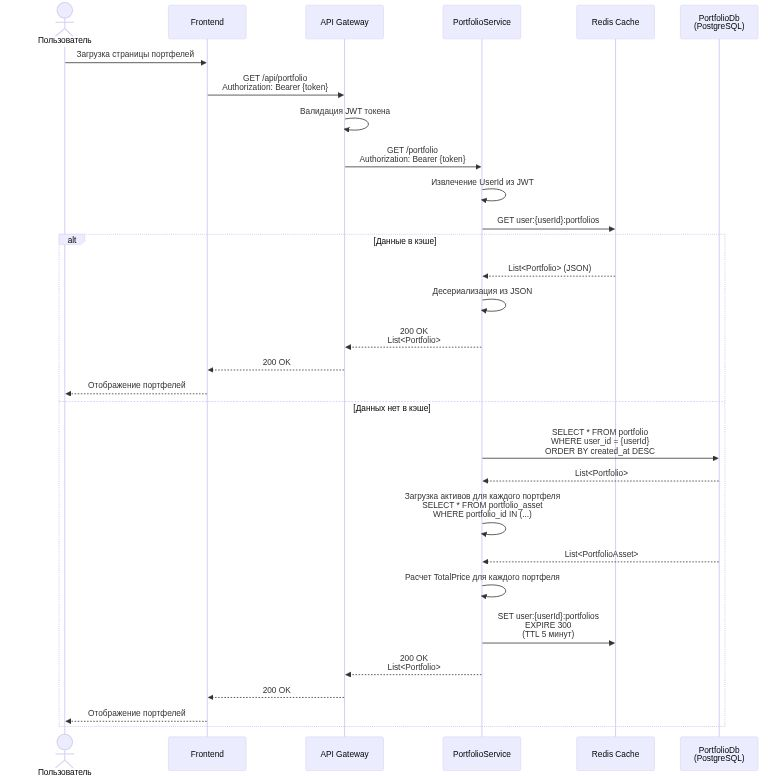 Пользователь
Frontend
API Gateway
PortfolioService
Redis Cache
PortfolioDb
(PostgreSQL)
Загрузка страницы портфелей
GET /api/portfolio
Authorization: Bearer {token}
Валидация JWT токена
GET /portfolio
Authorization: Bearer {token}
Извлечение UserId из JWT
GET user:{userId}:portfolios
alt
[Данные в кэше]
List<Portfolio> (JSON)
Десериализация из JSON
200 OK
List<Portfolio>
200 OK
Отображение портфелей
[Данных нет в кэше]
SELECT * FROM portfolio
WHERE user_id = {userId}
ORDER BY created_at DESC
List<Portfolio>
Загрузка активов для каждого портфеля
SELECT * FROM portfolio_asset
WHERE portfolio_id IN (...)
List<PortfolioAsset>
Расчет TotalPrice для каждого портфеля
SET user:{userId}:portfolios
EXPIRE 300
(TTL 5 минут)
200 OK
List<Portfolio>
200 OK
Отображение портфелей
Пользователь
Frontend
API Gateway
PortfolioService
Redis Cache
PortfolioDb
(PostgreSQL)